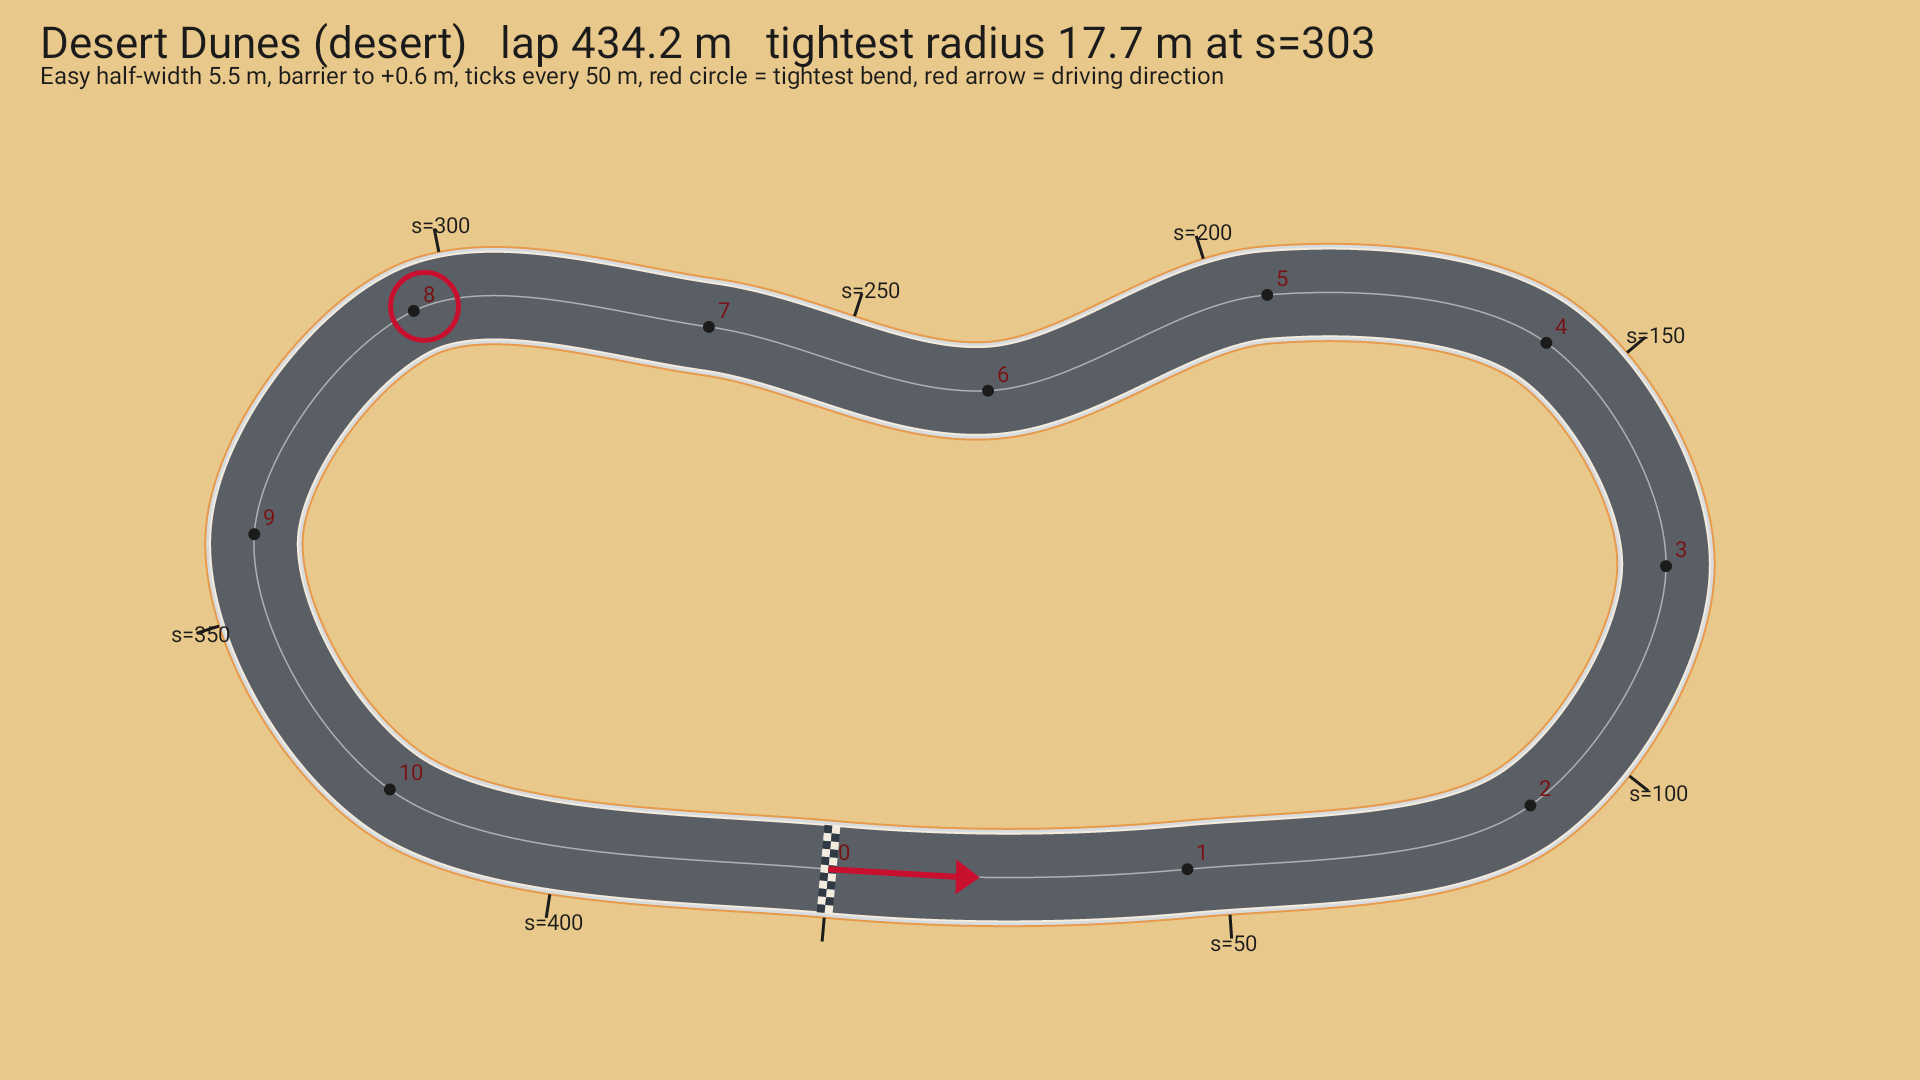 Desert Dunes (desert)   lap 434.2 m   tightest radius 17.7 m at s=303
Easy half-width 5.5 m, barrier to +0.6 m, ticks every 50 m, red circle = tightest bend, red arrow = driving direction
s=300
s=200
5
8
s=250
7
4
s=150
6
9
3
s=350
10
2
s=100
0
1
s=400
s=50